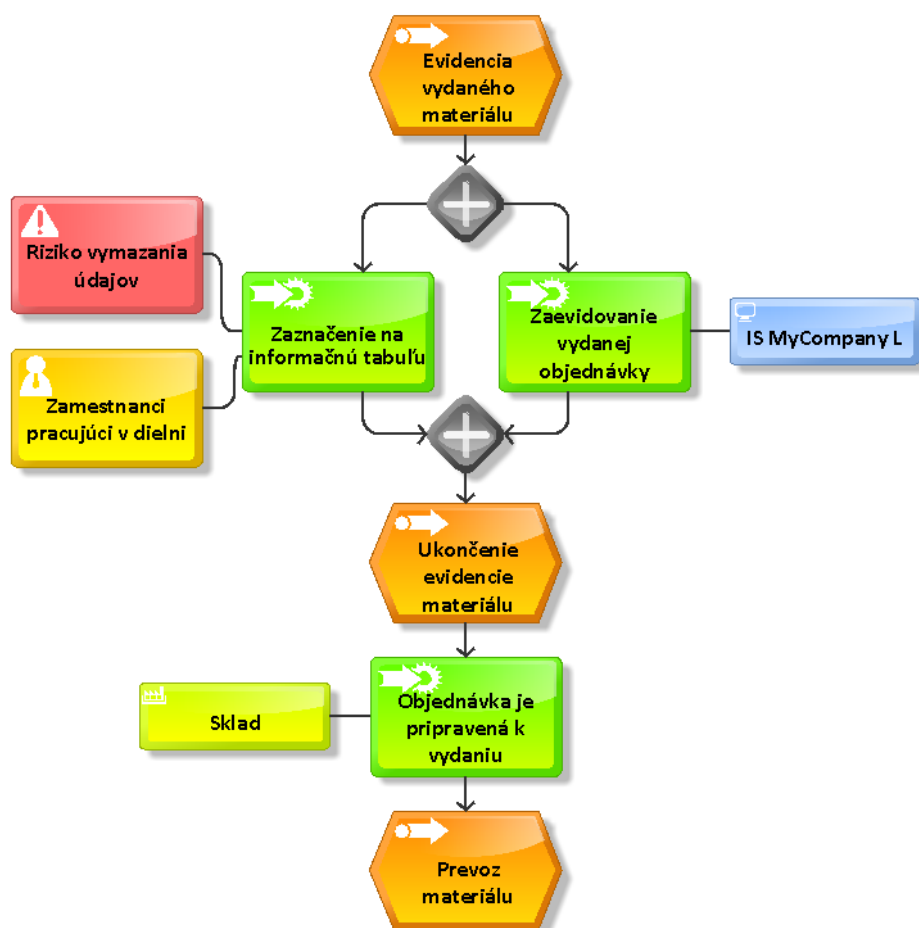 Evidencia
vydaného
materiálu
Riziko vymazania
údajov
Zaznačenie na
informačnú tabuľu
Zaevidovanie
vydanej
objednávky
IS MyCompany L
Zamestnanci
pracujúci v dielni
Ukončenie
evidencie
materiálu
Sklad
Objednávka je
pripravená k
vydaniu
Prevoz
materiálu